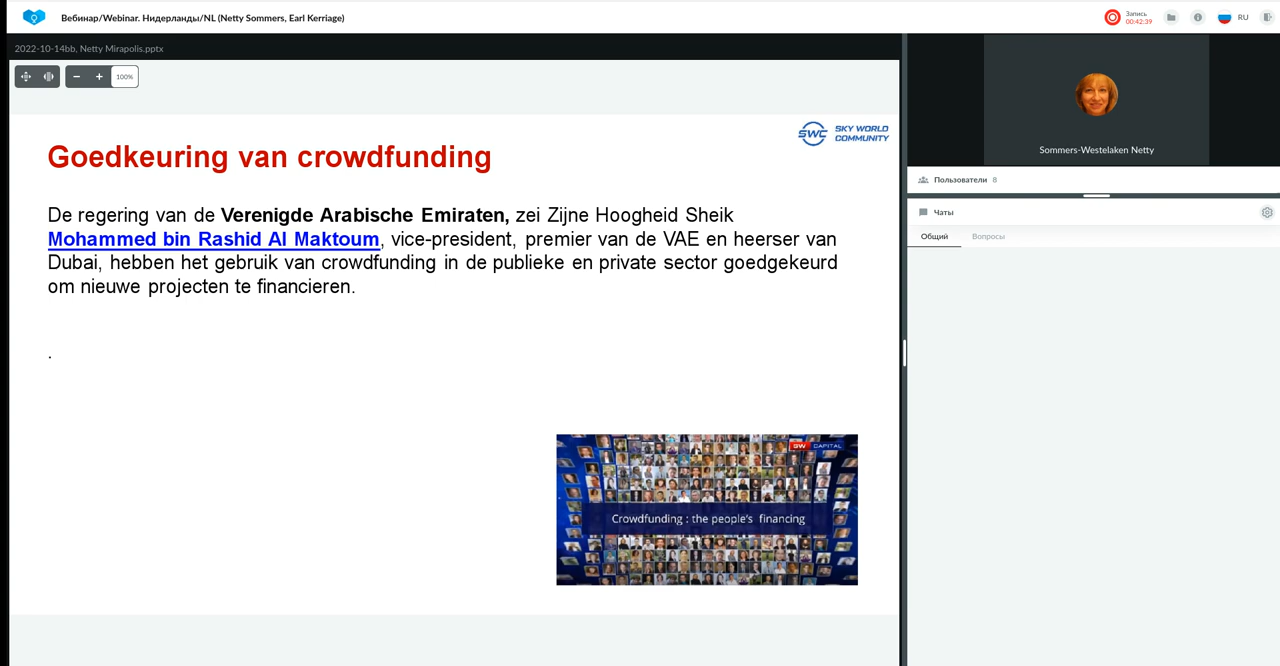 Вебинар/Webinar. Нидерланды/NL (Netty Sommers, Earl Kerriage)
Запись
00:42:39
RU
2022-10-14bb, Netty Mirapolis.pptx
100%
SWC SKY WORLD
COMMUNITY
Goedkeuring van crowdfunding
De regering van de Verenigde Arabische Emiraten, zei Zijne Hoogheid Sheik
Mohammed bin Rashid Al Maktoum, vice-president, premier van de VAE en heerser van
Dubai, hebben het gebruik van crowdfunding in de publieke en private sector goedgekeurd
om nieuwe projecten te financieren.
.
GW CAPITAL
Crowdfunding : the people's financing
Sommers-Westelaken Netty
Пользователи 8
Чаты
Общий Вопросы